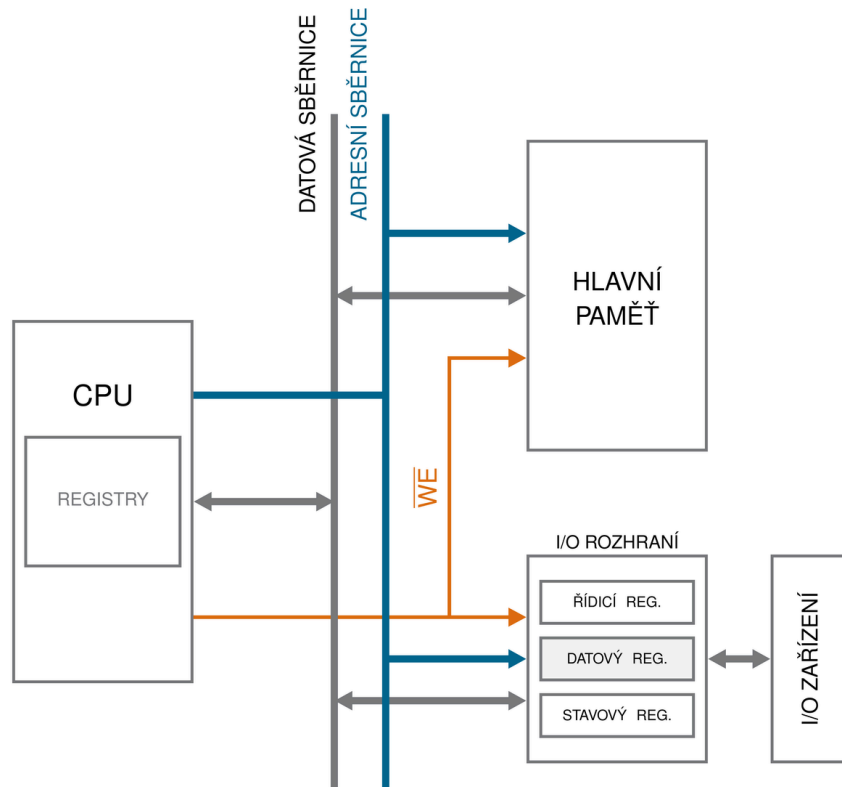 DATOVÁ SBĚRNICE
ADRESNÍ SBĚRNICE
HLAVNÍ
PAMĚŤ
CPU
REGISTRY
WE
I/O ROZHRANÍ
ŘÍDICÍ REG.
DATOVÝ REG.
STAVOVÝ REG.
I/O ZAŘÍZENÍ